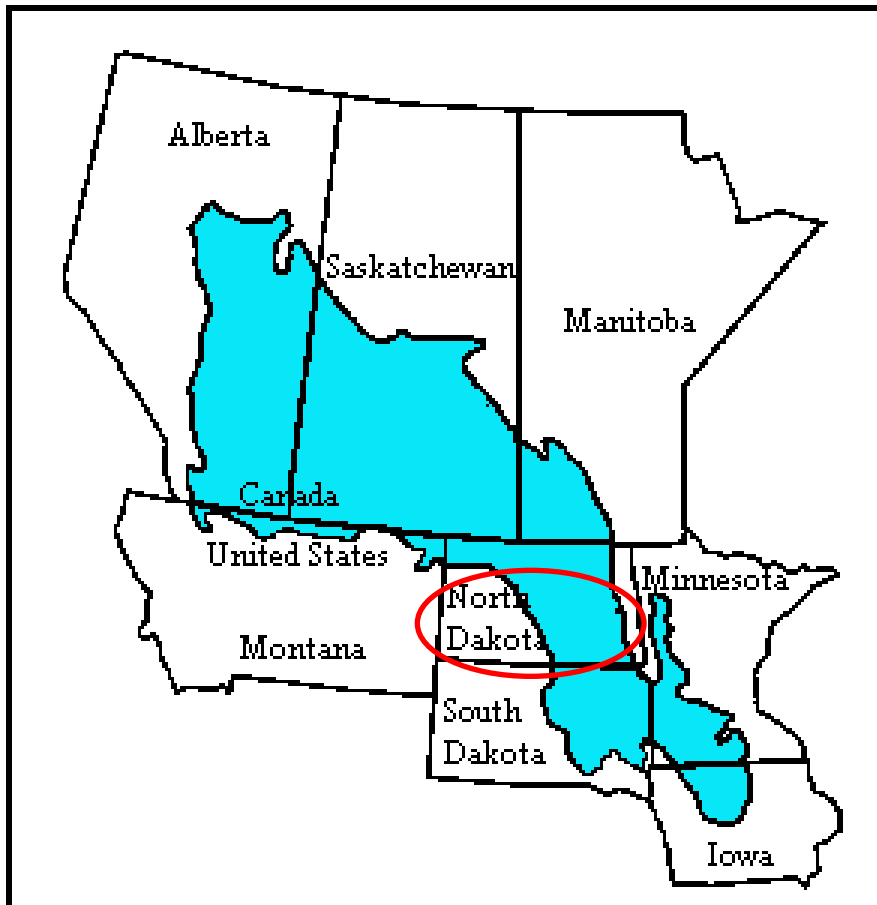 Alberta
Saskatchewan
Manitoba
Canada
United States
Minnesota
North
Dakota
Montana
South
Dakota
Iowa